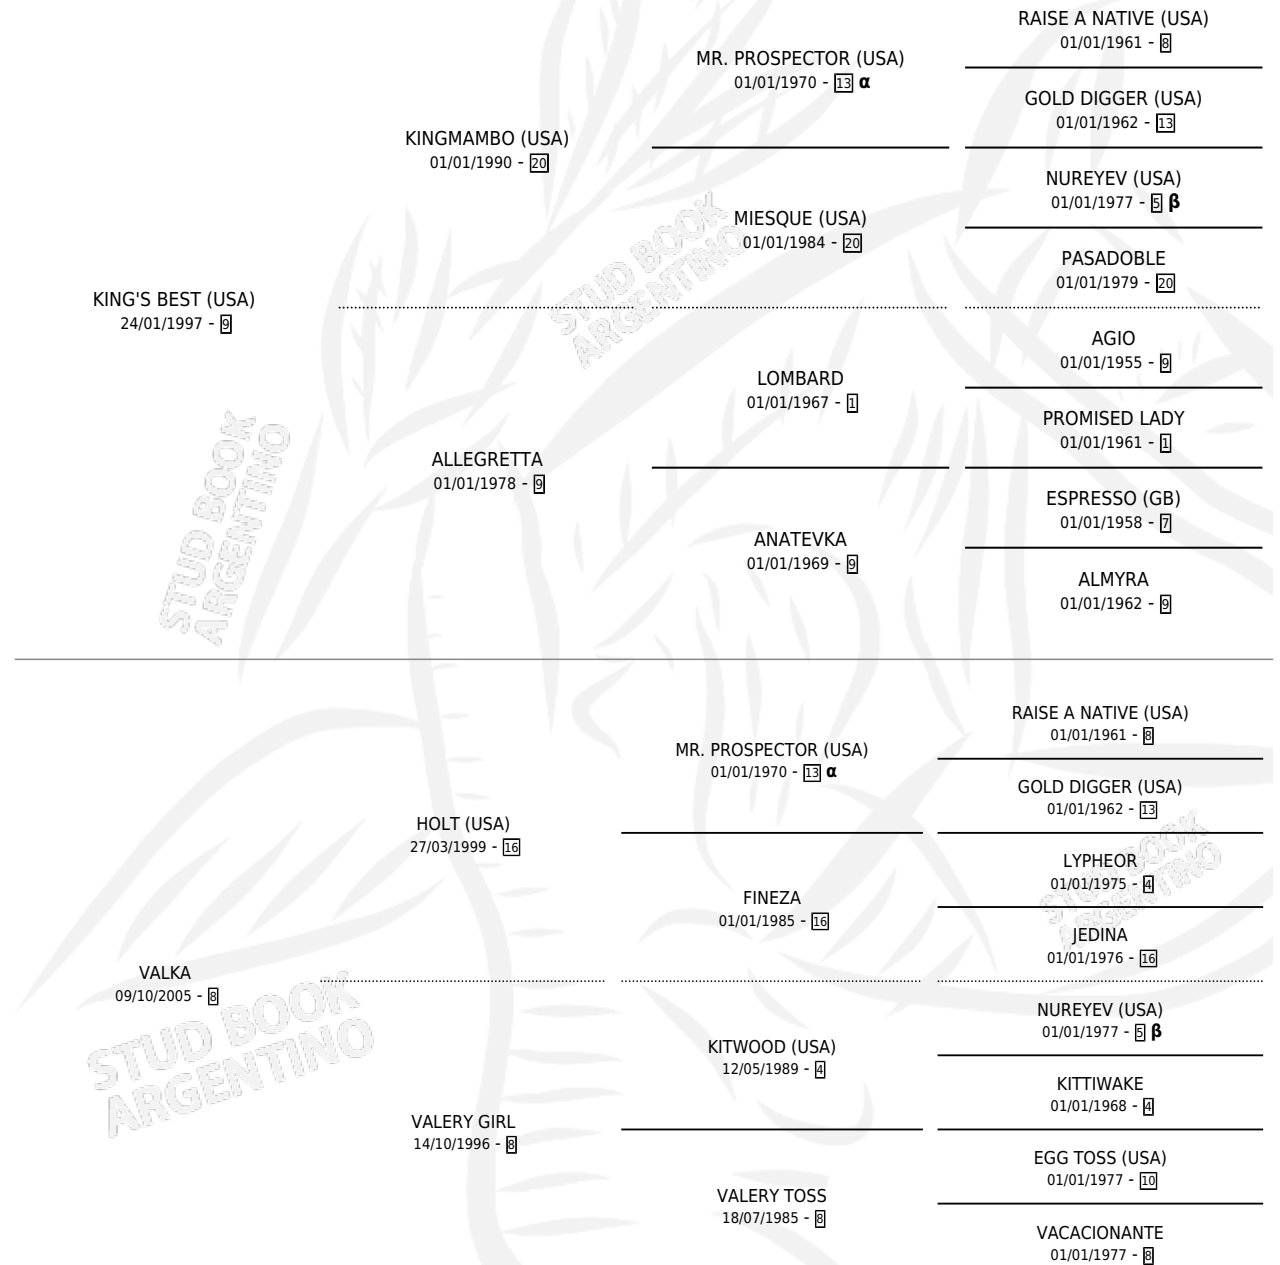 RAISE A NATIVE (USA)
01/01/1961 - 8
MR. PROSPECTOR (USA)
01/01/1970 - 13 α
GOLD DIGGER (USA)
01/01/1962 - 13
KINGMAMBO (USA)
01/01/1990 - 20
NUREYEV (USA)
01/01/1977 - 5 β
MIESQUE (USA)
01/01/1984 - 20
PASADOBLE
01/01/1979 - 20
KING'S BEST (USA)
24/01/1997 - 9
AGIO
01/01/1955 - 9
LOMBARD
01/01/1967 - 1
PROMISED LADY
01/01/1961 - 1
ALLEGRETTA
01/01/1978 - 9
ESPRESSO (GB)
01/01/1958 - 7
ANATEVKA
01/01/1969 - 9
ALMYRA
01/01/1962 - 9
STUD BOOK
ARGENTINO
STUD BOOK
ARGENTINO
RAISE A NATIVE (USA)
01/01/1961 - 8
MR. PROSPECTOR (USA)
01/01/1970 - 13 α
GOLD DIGGER (USA)
01/01/1962 - 13
HOLT (USA)
27/03/1999 - 16
LYPHEOR
01/01/1975 - 4
FINEZA
01/01/1985 - 16
JEDINA
01/01/1976 - 16
VALKA
09/10/2005 - 8
NUREYEV (USA)
01/01/1977 - 5 β
KITWOOD (USA)
12/05/1989 - 4
KITTIWAKE
01/01/1968 - 4
VALERY GIRL
14/10/1996 - 8
EGG TOSS (USA)
01/01/1977 - 10
VALERY TOSS
18/07/1985 - 8
VACACIONANTE
01/01/1977 - 8
STUD BOOK
ARGENTINO
STUD BOOK
ARGENTINO